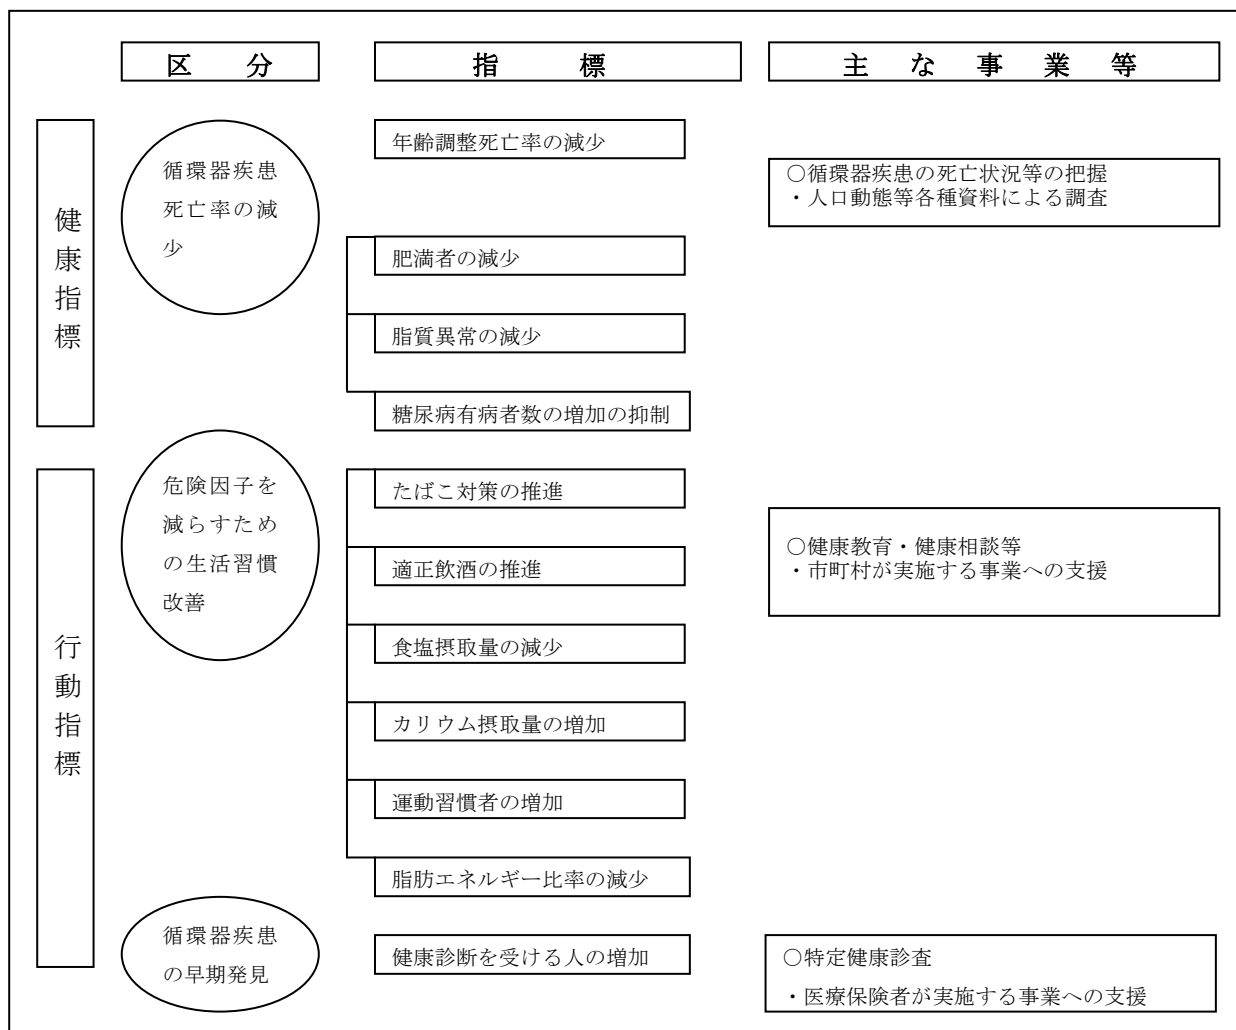 区 分
指 標
主 な 事 業 等
健康指標
循環器疾患
死亡率の減
少
年齢調整死亡率の減少
○循環器疾患の死亡状況等の把握
・人口動態等各種資料による調査
肥満者の減少
脂質異常の減少
糖尿病有病者数の増加の抑制
行動指標
危険因子を
減らすため
の生活習慣
改善
たばこ対策の推進
適正飲酒の推進
○健康教育・健康相談等
・市町村が実施する事業への支援
食塩摂取量の減少
カリウム摂取量の増加
運動習慣者の増加
脂肪エネルギー比率の減少
循環器疾患
の早期発見
健康診断を受ける人の増加
○特定健康診査
・医療保険者が実施する事業への支援